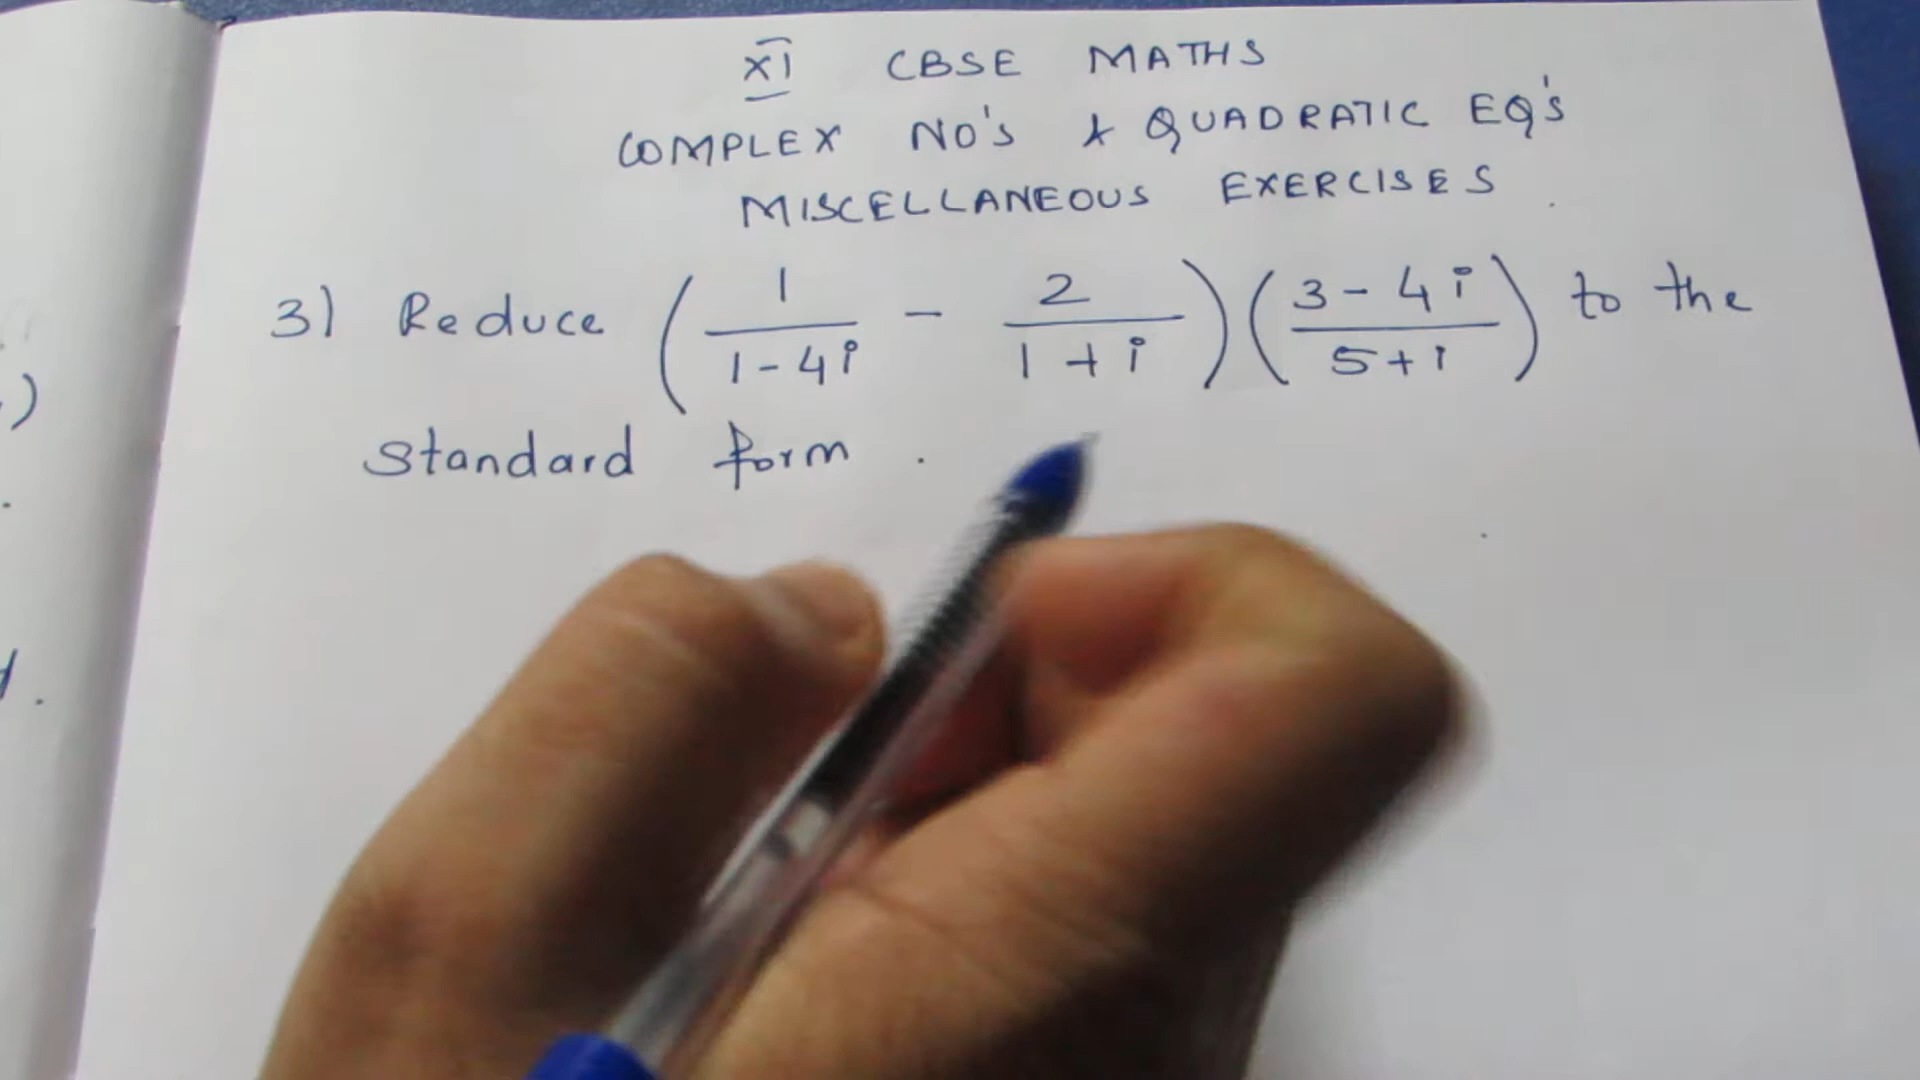 XI CBSE MATHS
COMPLEX NO'S & QUADRATIC EQ'S
MISCELLANEOUS EXERCISES
3) Reduce (1/(1-4i) - 2/(1+i))((3-4i)/(5+i)) to the
standard form.